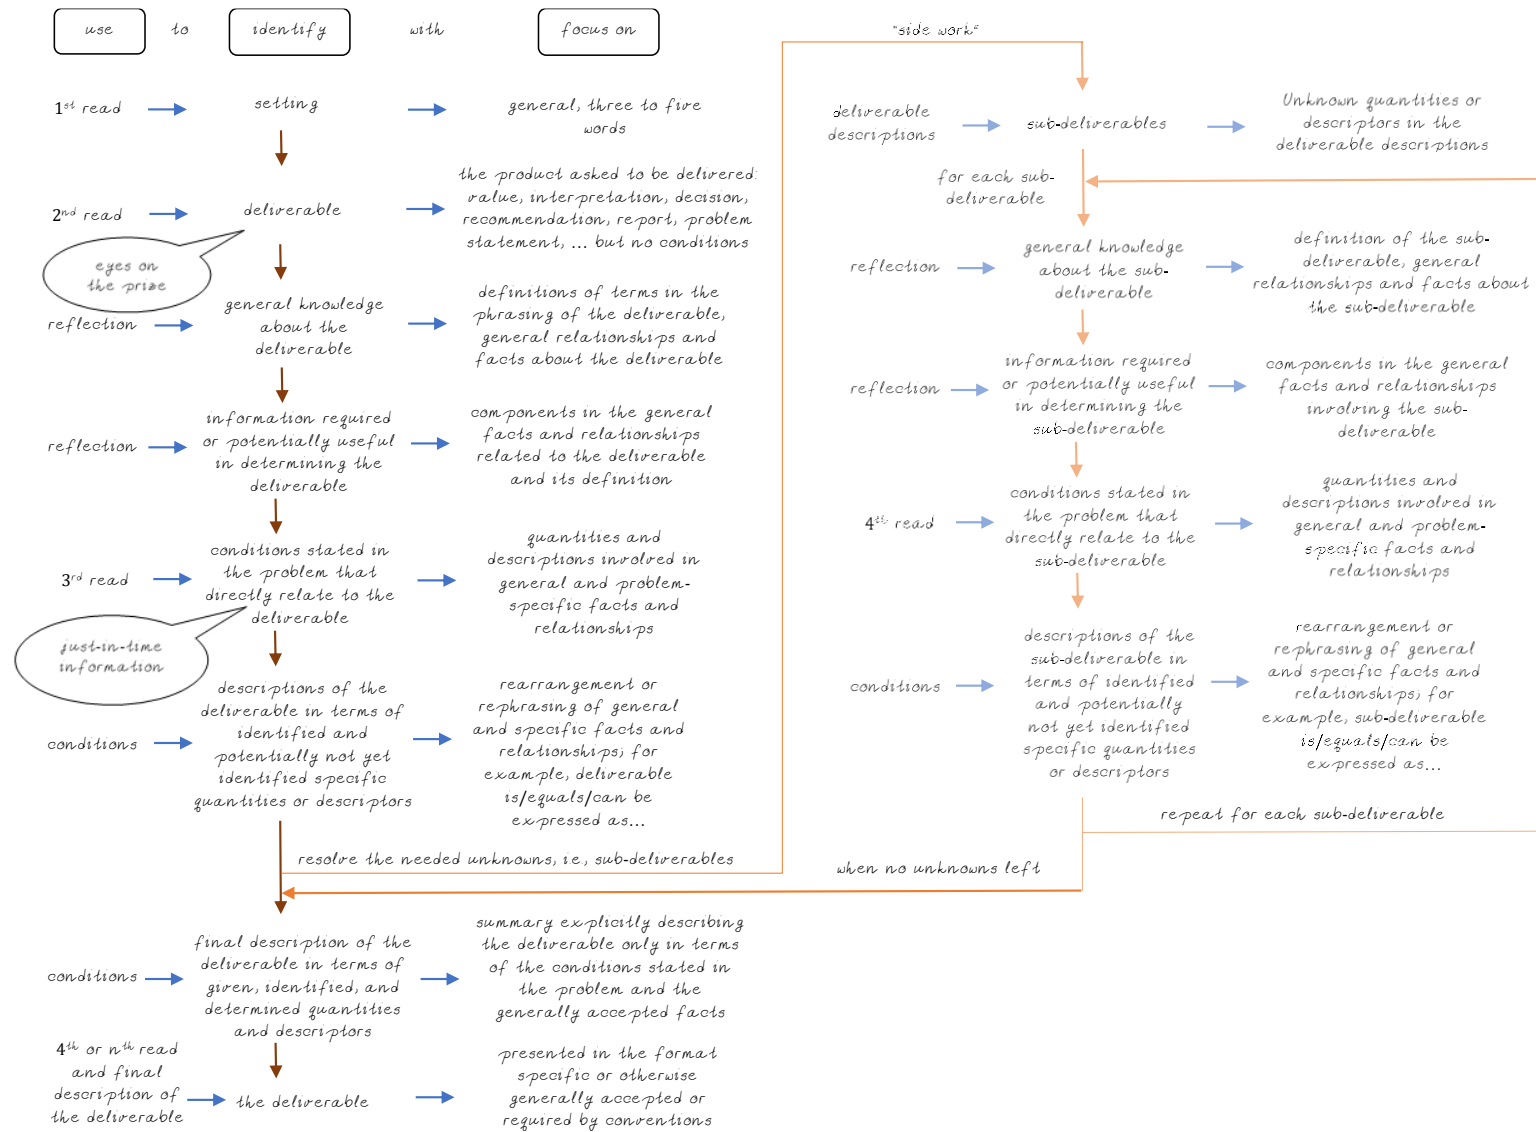 use to identify with focus on
1st read
setting
general, three to five
words
2nd read
deliverable
the product asked to be delivered:
value, interpretation, decision,
recommendation, report, problem
statement, ... but no conditions
eyes on
the prize
reflection
general knowledge
about the
deliverable
definitions of terms in the
phrasing of the deliverable,
general relationships and
facts about the deliverable
reflection
information required
or potentially useful
in determining the
deliverable
components in the general
facts and relationships
related to the deliverable
and its definition
3rd read
conditions stated in
the problem that
directly relate to the
deliverable
quantities and
descriptions involved in
general and problem-
specific facts and
relationships
just-in-time
information
conditions
descriptions of the
deliverable in terms of
identified and
potentially not yet
identified specific
quantities or descriptors
rearrangement or
rephrasing of general
and specific facts and
relationships; for
example, deliverable
is/equals/can be
expressed as...
resolve the needed unknowns, i.e., sub-deliverables
conditions
final description of the
deliverable in terms of
given, identified, and
determined quantities
and descriptors
summary explicitly describing
the deliverable only in terms
of the conditions stated in
the problem and the
generally accepted facts
4th or nth read
and final
description of
the deliverable
the deliverable
presented in the format
specific or otherwise
generally accepted or
required by conventions
"side work"
deliverable
descriptions
sub-deliverables
Unknown quantities or
descriptors in the
deliverable descriptions
for each sub-
deliverable
reflection
general knowledge
about the sub-
deliverable
definition of the sub-
deliverable, general
relationships and facts about
the sub-deliverable
reflection
information required
or potentially useful
in determining the
sub-deliverable
components in the general
facts and relationships
involving the sub-
deliverable
4th read
conditions stated in
the problem that
directly relate to the
sub-deliverable
quantities and
descriptions involved in
general and problem-
specific facts and
relationships
conditions
descriptions of the
sub-deliverable in
terms of identified
and potentially
not yet identified
specific quantities
or descriptors
rearrangement or
rephrasing of general
and specific facts and
relationships; for
example, sub-deliverable
is/equals/can be
expressed as...
repeat for each sub-deliverable
when no unknowns left